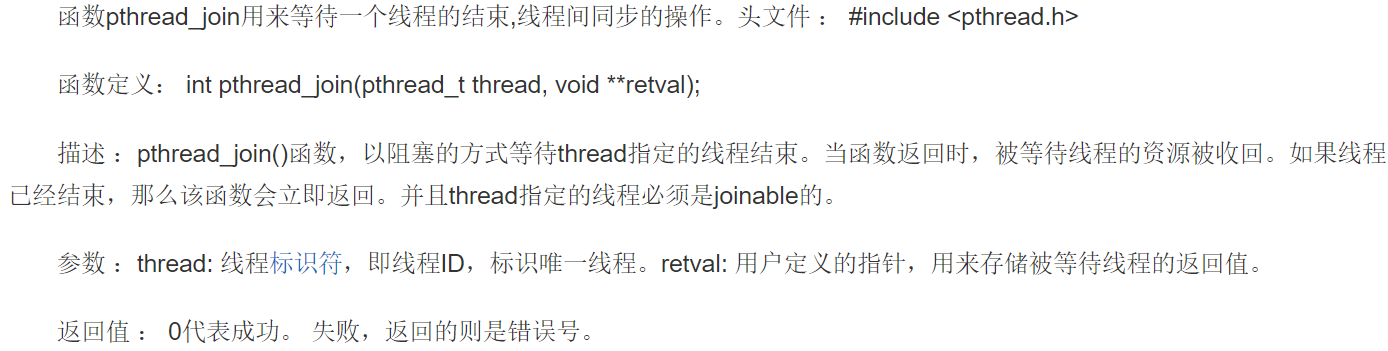 函数pthread_join用来等待一个线程的结束,线程间同步的操作。头文件 ： #include <pthread.h>
函数定义： int pthread_join(pthread_t thread, void **retval);
描述 ：pthread_join()函数，以阻塞的方式等待thread指定的线程结束。当函数返回时，被等待线程的资源被收回。如果线程
已经结束，那么该函数会立即返回。并且thread指定的线程必须是joinable的。
参数 ：thread: 线程标识符，即线程ID，标识唯一线程。retval: 用户定义的指针，用来存储被等待线程的返回值。
返回值 ： 0代表成功。 失败，返回的则是错误号。